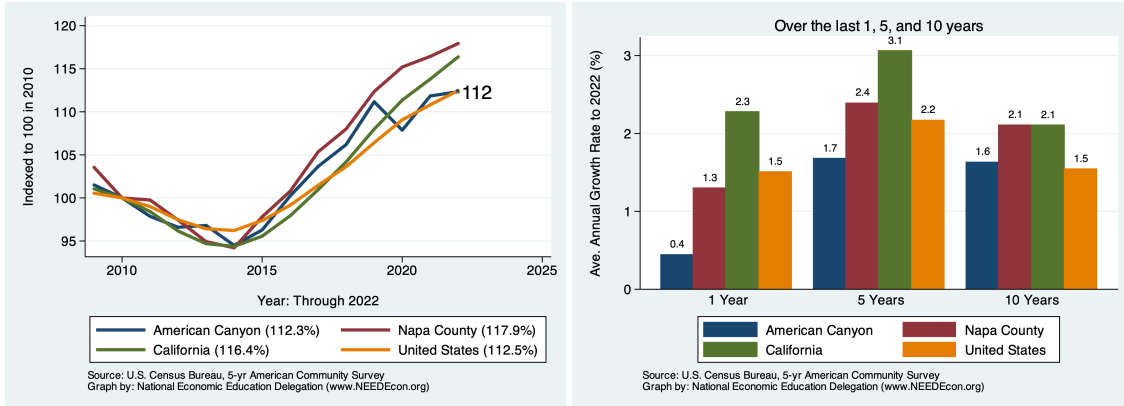 120
115
110
105
100
95
Indexed to 100 in 2010
112
2010
2015
2020
2025
Year: Through 2022
American Canyon (112.3%)
Napa County (117.9%)
California (116.4%)
United States (112.5%)
Source: U.S. Census Bureau, 5-yr American Community Survey
Graph by: National Economic Education Delegation (www.NEEDEcon.org)
Over the last 1, 5, and 10 years
Ave. Annual Growth Rate to 2022 (%)
3
2
1
0
0.4
1.3
2.3
1.5
1.7
2.4
3.1
2.2
1.6
2.1
2.1
1.5
1 Year
5 Years
10 Years
American Canyon
Napa County
California
United States
Source: U.S. Census Bureau, 5-yr American Community Survey
Graph by: National Economic Education Delegation (www.NEEDEcon.org)